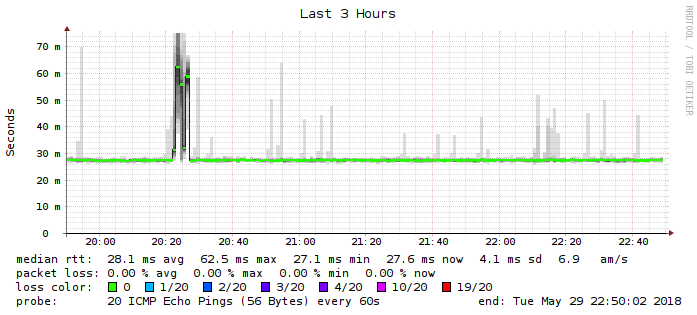 Last 3 Hours
RRDTOOL / TOBI OETIKER
Seconds
70 m
60 m
50 m
40 m
30 m
20 m
10 m
0
20:00 20:20 20:40 21:00 21:20 21:40 22:00 22:20 22:40
median rtt: 28.1 ms avg 62.5 ms max 27.1 ms min 27.6 ms now 4.1 ms sd 6.9 am/s
packet loss: 0.00 % avg 0.00 % max 0.00 % min 0.00 % now
loss color: 0 1/20 2/20 3/20 4/20 10/20 19/20
probe: 20 ICMP Echo Pings (56 Bytes) every 60s end: Tue May 29 22:50:02 2018